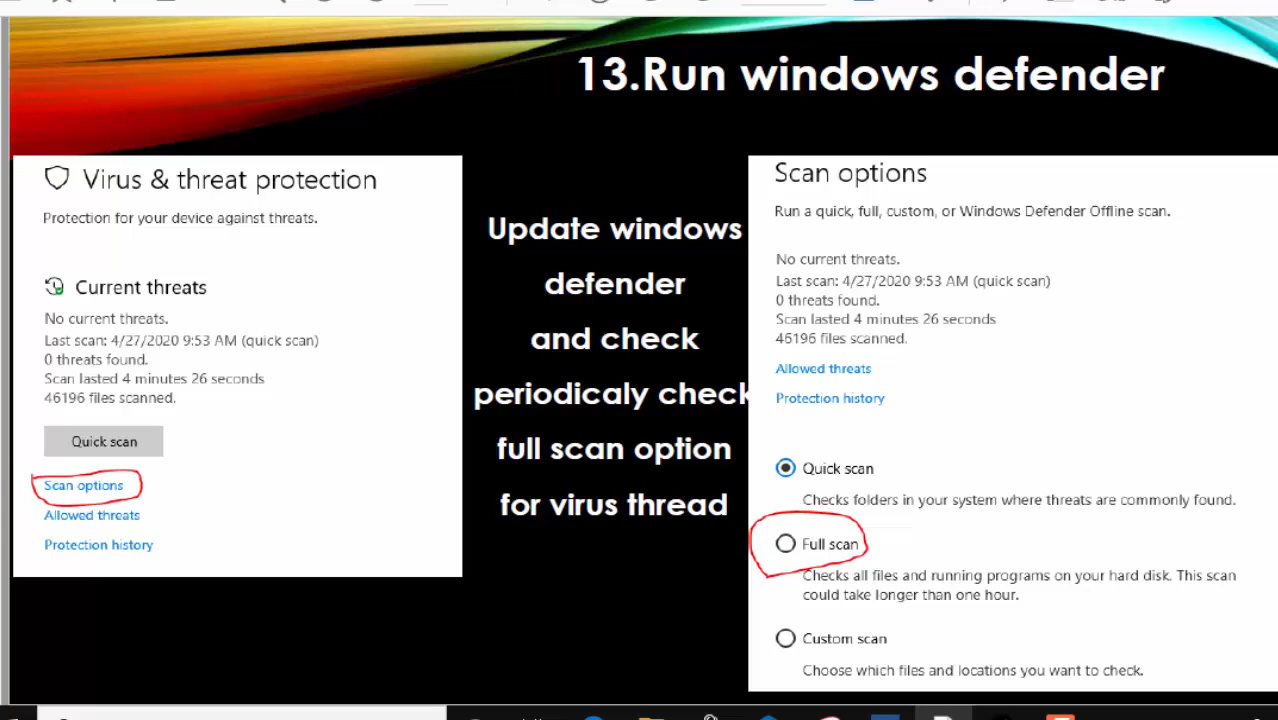 13.Run windows defender
Virus & threat protection
Protection for your device against threats.
Current threats
No current threats.
Last scan: 4/27/2020 9:53 AM (quick scan)
0 threats found.
Scan lasted 4 minutes 26 seconds
46196 files scanned.
Quick scan
Scan options
Allowed threats
Protection history
Update windows
defender
and check
periodicaly check
full scan option
for virus thread
Scan options
Run a quick, full, custom, or Windows Defender Offline scan.
No current threats.
Last scan: 4/27/2020 9:53 AM (quick scan)
0 threats found.
Scan lasted 4 minutes 26 seconds
46196 files scanned.
Allowed threats
Protection history
Quick scan
Checks folders in your system where threats are commonly found.
Full scan
Checks all files and running programs on your hard disk. This scan
could take longer than one hour.
Custom scan
Choose which files and locations you want to check.